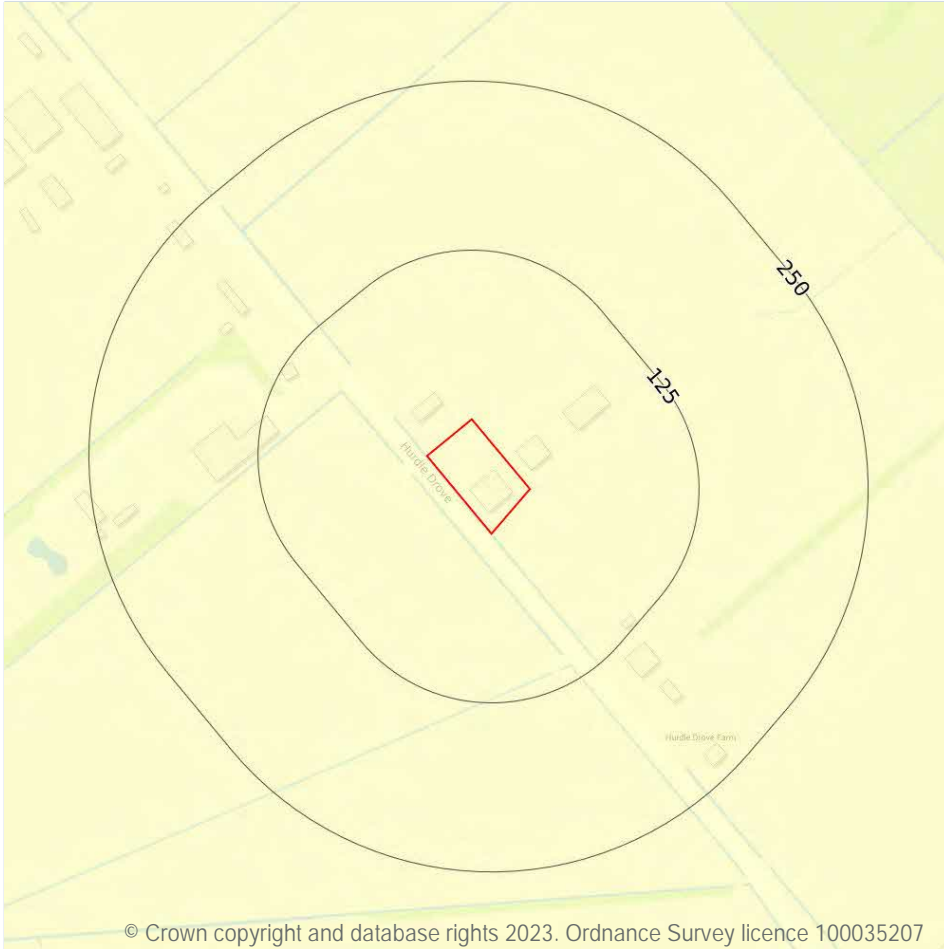 250
125
Hurdle Drove
Hurdle Drove Farm
© Crown copyright and database rights 2023. Ordnance Survey licence 100035207